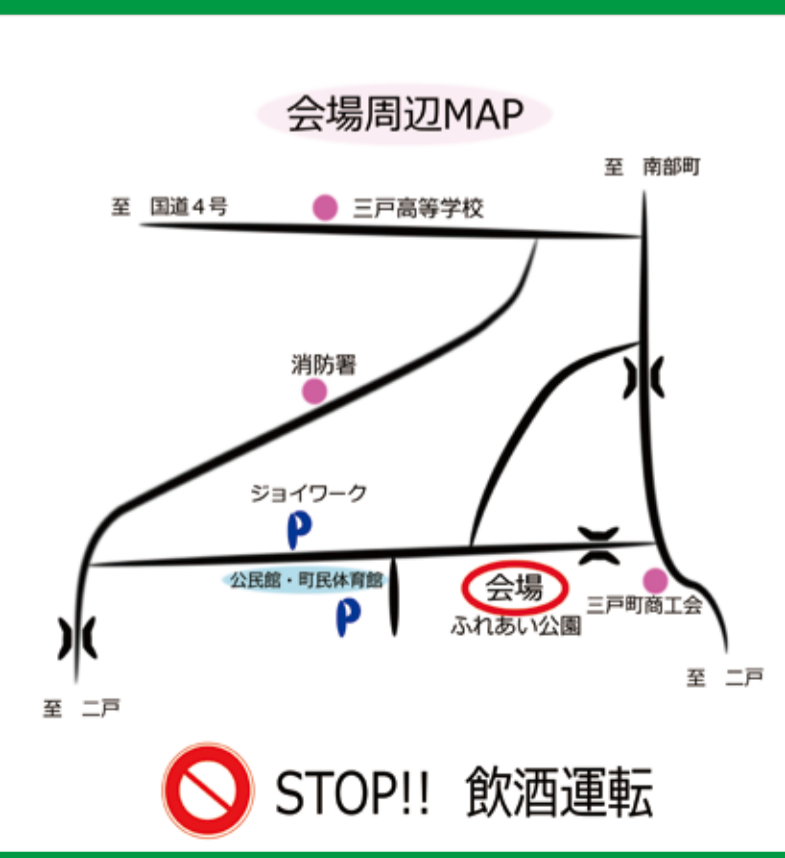 会場周辺MAP
至　南部町
至　国道４号
三戸高等学校
消防署
ジョイワーク
P
公民館・町民体育館
P
会場
ふれあい公園
三戸町商工会
至　二戸
至　二戸
STOP!!　飲酒運転